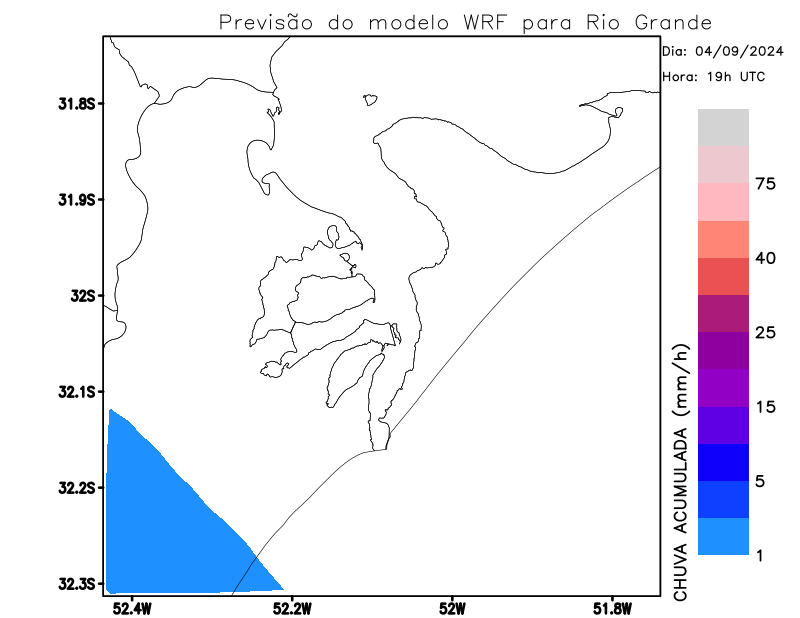 Previsão do modelo WRF para Rio Grande
Dia: 04/09/2024
Hora: 19h UTC
31.8S
31.9S
32S
32.1S
32.2S
32.3S
52.4W
52.2W
52W
51.8W
75
40
25
15
5
1
CHUVA ACUMULADA (mm/h)